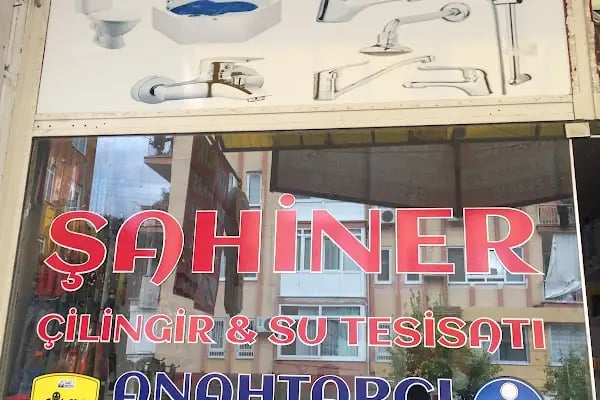 ŞAHİNER
ÇİLİNGİR & SU TESİSATI
ANAHTARCI